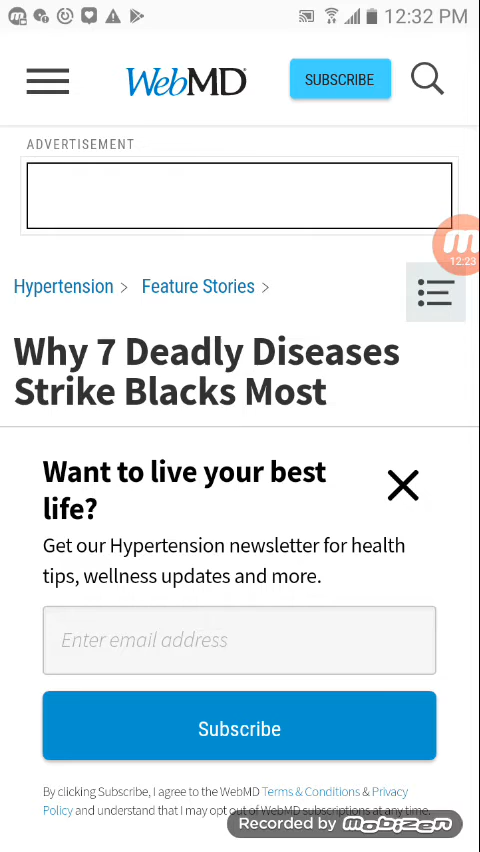 12:32 PM
WebMD
SUBSCRIBE
ADVERTISEMENT
12:23
Hypertension > Feature Stories >
Why 7 Deadly Diseases
Strike Blacks Most
Want to live your best
life?
Get our Hypertension newsletter for health
tips, wellness updates and more.
Enter email address
Subscribe
By clicking Subscribe, I agree to the WebMD Terms & Conditions & Privacy
Policy and understand that I may opt out of WebMD subscriptions at any time.
Recorded by mobizen